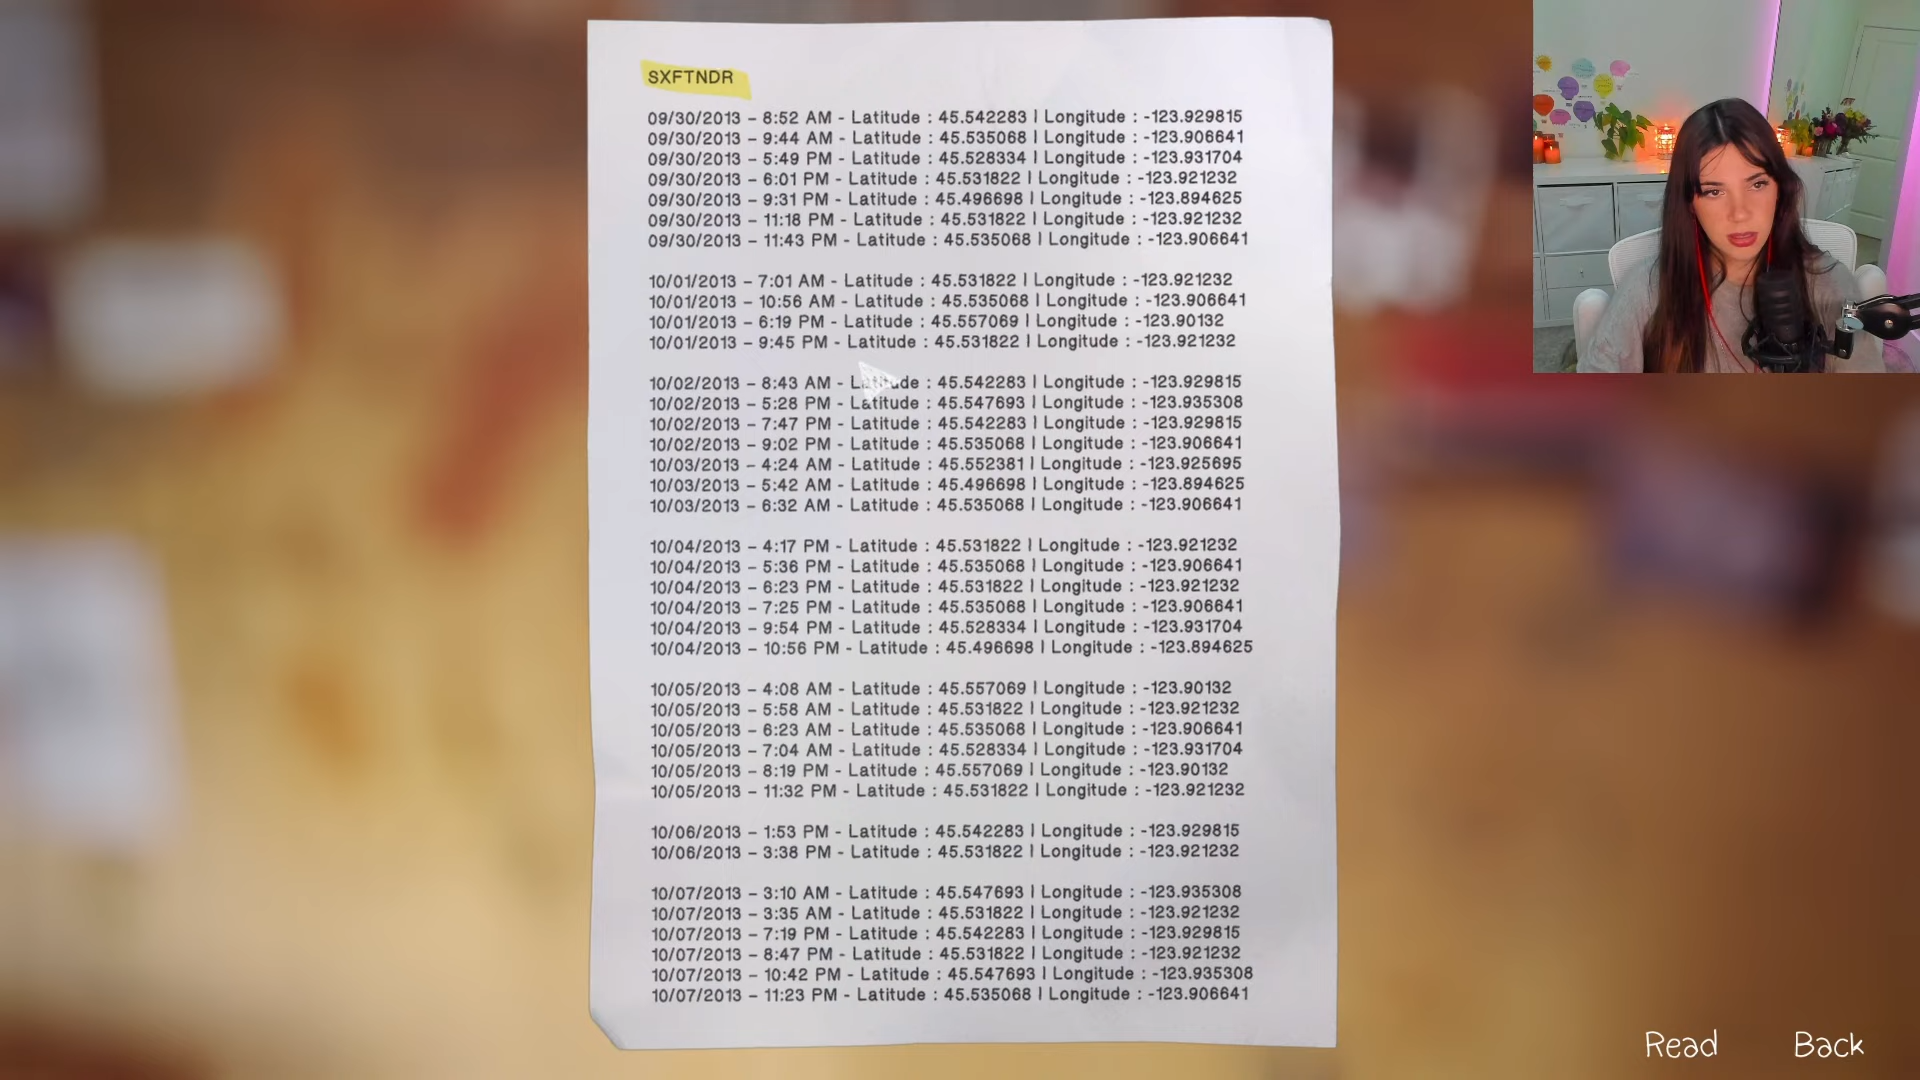 SXFTNDR
09/30/2013 – 8:52 AM - Latitude : 45.542283 | Longitude : -123.929815
09/30/2013 – 9:44 AM - Latitude : 45.535068 | Longitude : -123.906641
09/30/2013 – 5:49 PM - Latitude : 45.528334 | Longitude : -123.931704
09/30/2013 – 6:01 PM - Latitude : 45.531822 | Longitude : -123.921232
09/30/2013 – 9:31 PM - Latitude : 45.496698 | Longitude : -123.894625
09/30/2013 – 11:18 PM - Latitude : 45.531822 | Longitude : -123.921232
09/30/2013 – 11:43 PM - Latitude : 45.535068 | Longitude : -123.906641
10/01/2013 – 7:01 AM - Latitude : 45.531822 | Longitude : -123.921232
10/01/2013 – 10:56 AM - Latitude : 45.535068 | Longitude : -123.906641
10/01/2013 – 6:19 PM - Latitude : 45.557069 | Longitude : -123.90132
10/01/2013 – 9:45 PM - Latitude : 45.531822 | Longitude : -123.921232
10/02/2013 – 8:43 AM - Latitude : 45.542283 | Longitude : -123.929815
10/02/2013 – 5:28 PM - Latitude : 45.547693 | Longitude : -123.935308
10/02/2013 – 7:47 PM - Latitude : 45.542283 | Longitude : -123.929815
10/02/2013 – 9:02 PM - Latitude : 45.535068 | Longitude : -123.906641
10/03/2013 – 4:24 AM - Latitude : 45.552381 | Longitude : -123.925695
10/03/2013 – 5:42 AM - Latitude : 45.496698 | Longitude : -123.894625
10/03/2013 – 6:32 AM - Latitude : 45.535068 | Longitude : -123.906641
10/04/2013 – 4:17 PM - Latitude : 45.531822 | Longitude : -123.921232
10/04/2013 – 5:36 PM - Latitude : 45.535068 | Longitude : -123.906641
10/04/2013 – 6:23 PM - Latitude : 45.531822 | Longitude : -123.921232
10/04/2013 – 7:25 PM - Latitude : 45.535068 | Longitude : -123.906641
10/04/2013 – 9:54 PM - Latitude : 45.528334 | Longitude : -123.931704
10/04/2013 – 10:56 PM - Latitude : 45.496698 | Longitude : -123.894625
10/05/2013 – 4:08 AM - Latitude : 45.557069 | Longitude : -123.90132
10/05/2013 – 5:58 AM - Latitude : 45.531822 | Longitude : -123.921232
10/05/2013 – 6:23 AM - Latitude : 45.535068 | Longitude : -123.906641
10/05/2013 – 7:04 AM - Latitude : 45.528334 | Longitude : -123.931704
10/05/2013 – 8:19 PM - Latitude : 45.557069 | Longitude : -123.90132
10/05/2013 – 11:32 PM - Latitude : 45.531822 | Longitude : -123.921232
10/06/2013 – 1:53 PM - Latitude : 45.542283 | Longitude : -123.929815
10/06/2013 – 3:38 PM - Latitude : 45.531822 | Longitude : -123.921232
10/07/2013 – 3:10 AM - Latitude : 45.547693 | Longitude : -123.935308
10/07/2013 – 3:35 AM - Latitude : 45.531822 | Longitude : -123.921232
10/07/2013 – 7:19 PM - Latitude : 45.542283 | Longitude : -123.929815
10/07/2013 – 8:47 PM - Latitude : 45.531822 | Longitude : -123.921232
10/07/2013 – 10:42 PM - Latitude : 45.547693 | Longitude : -123.935308
10/07/2013 – 11:23 PM - Latitude : 45.535068 | Longitude : -123.906641
Read Back